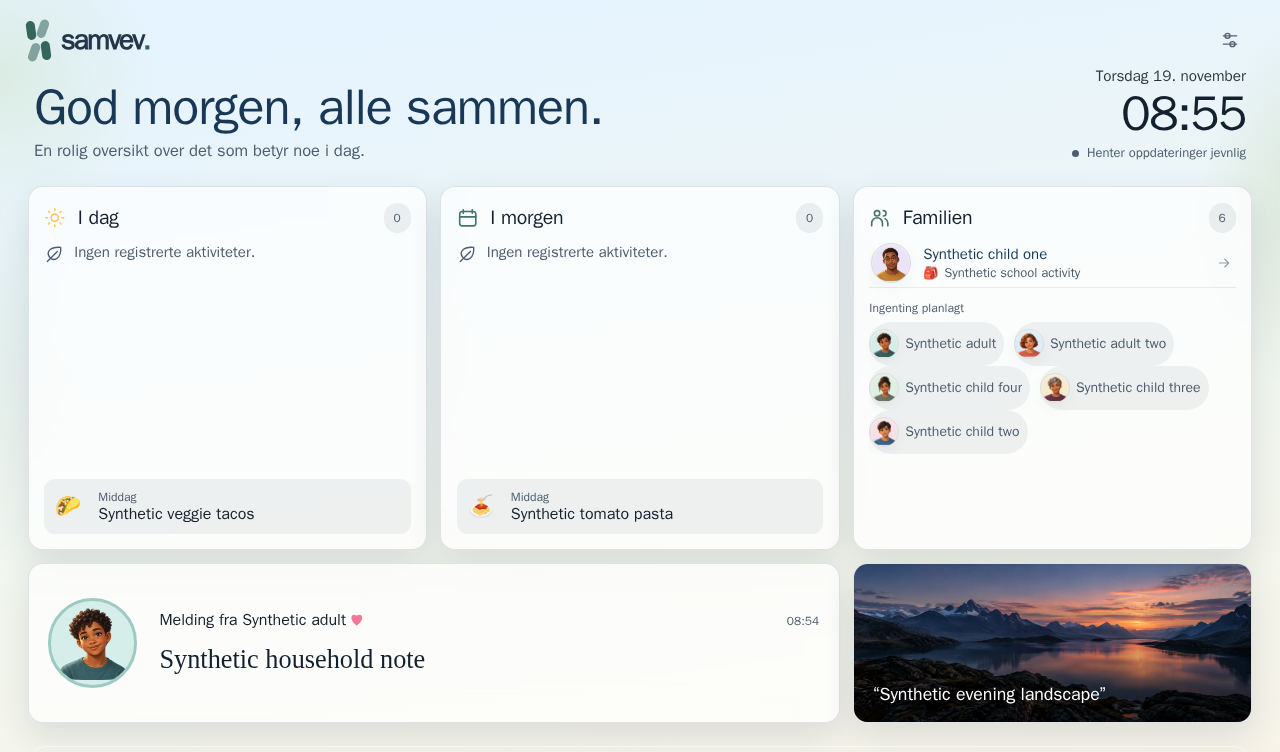 samvev.
Torsdag 19. november
God morgen, alle sammen.
08:55
En rolig oversikt over det som betyr noe i dag.
Henter oppdateringer jevnlig
I dag
0
Ingen registrerte aktiviteter.
Middag
Synthetic veggie tacos
I morgen
0
Ingen registrerte aktiviteter.
Middag
Synthetic tomato pasta
Familien
6
Synthetic child one
Synthetic school activity
Ingenting planlagt
Synthetic adult
Synthetic adult two
Synthetic child four
Synthetic child three
Synthetic child two
Melding fra Synthetic adult
08:54
Synthetic household note
“Synthetic evening landscape”